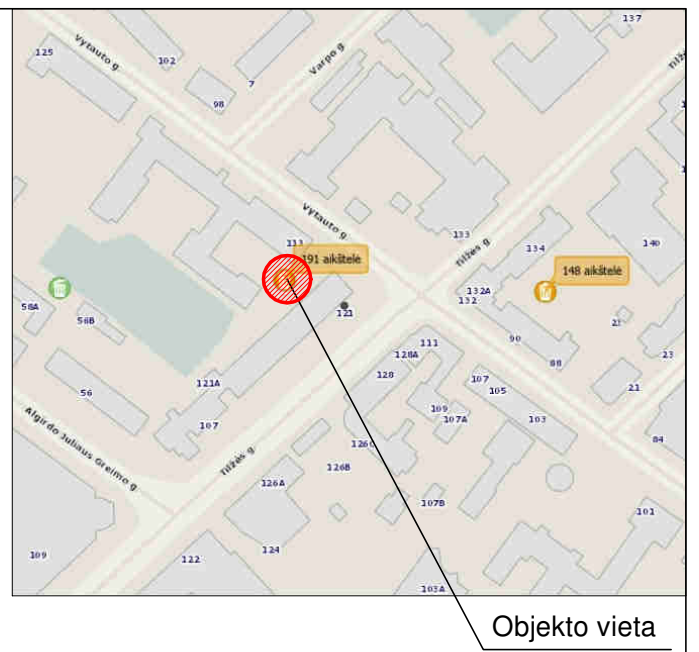 137
Vytauto g.
125
102
Varpo g.
7
98
Tilžės g.
Vytauto g.
133
113
191 aikštelė
Tilžės g.
134
140
148 aikštelė
132A
132
58A
56B
121
111
128A
90
88
23
128
107
105
21
121A
56
107
109
107A
103
84
Algirdo Juliaus Greimo g.
Tilžės g.
126C
126B
126A
107B
101
109
122
124
103A
Objekto vieta